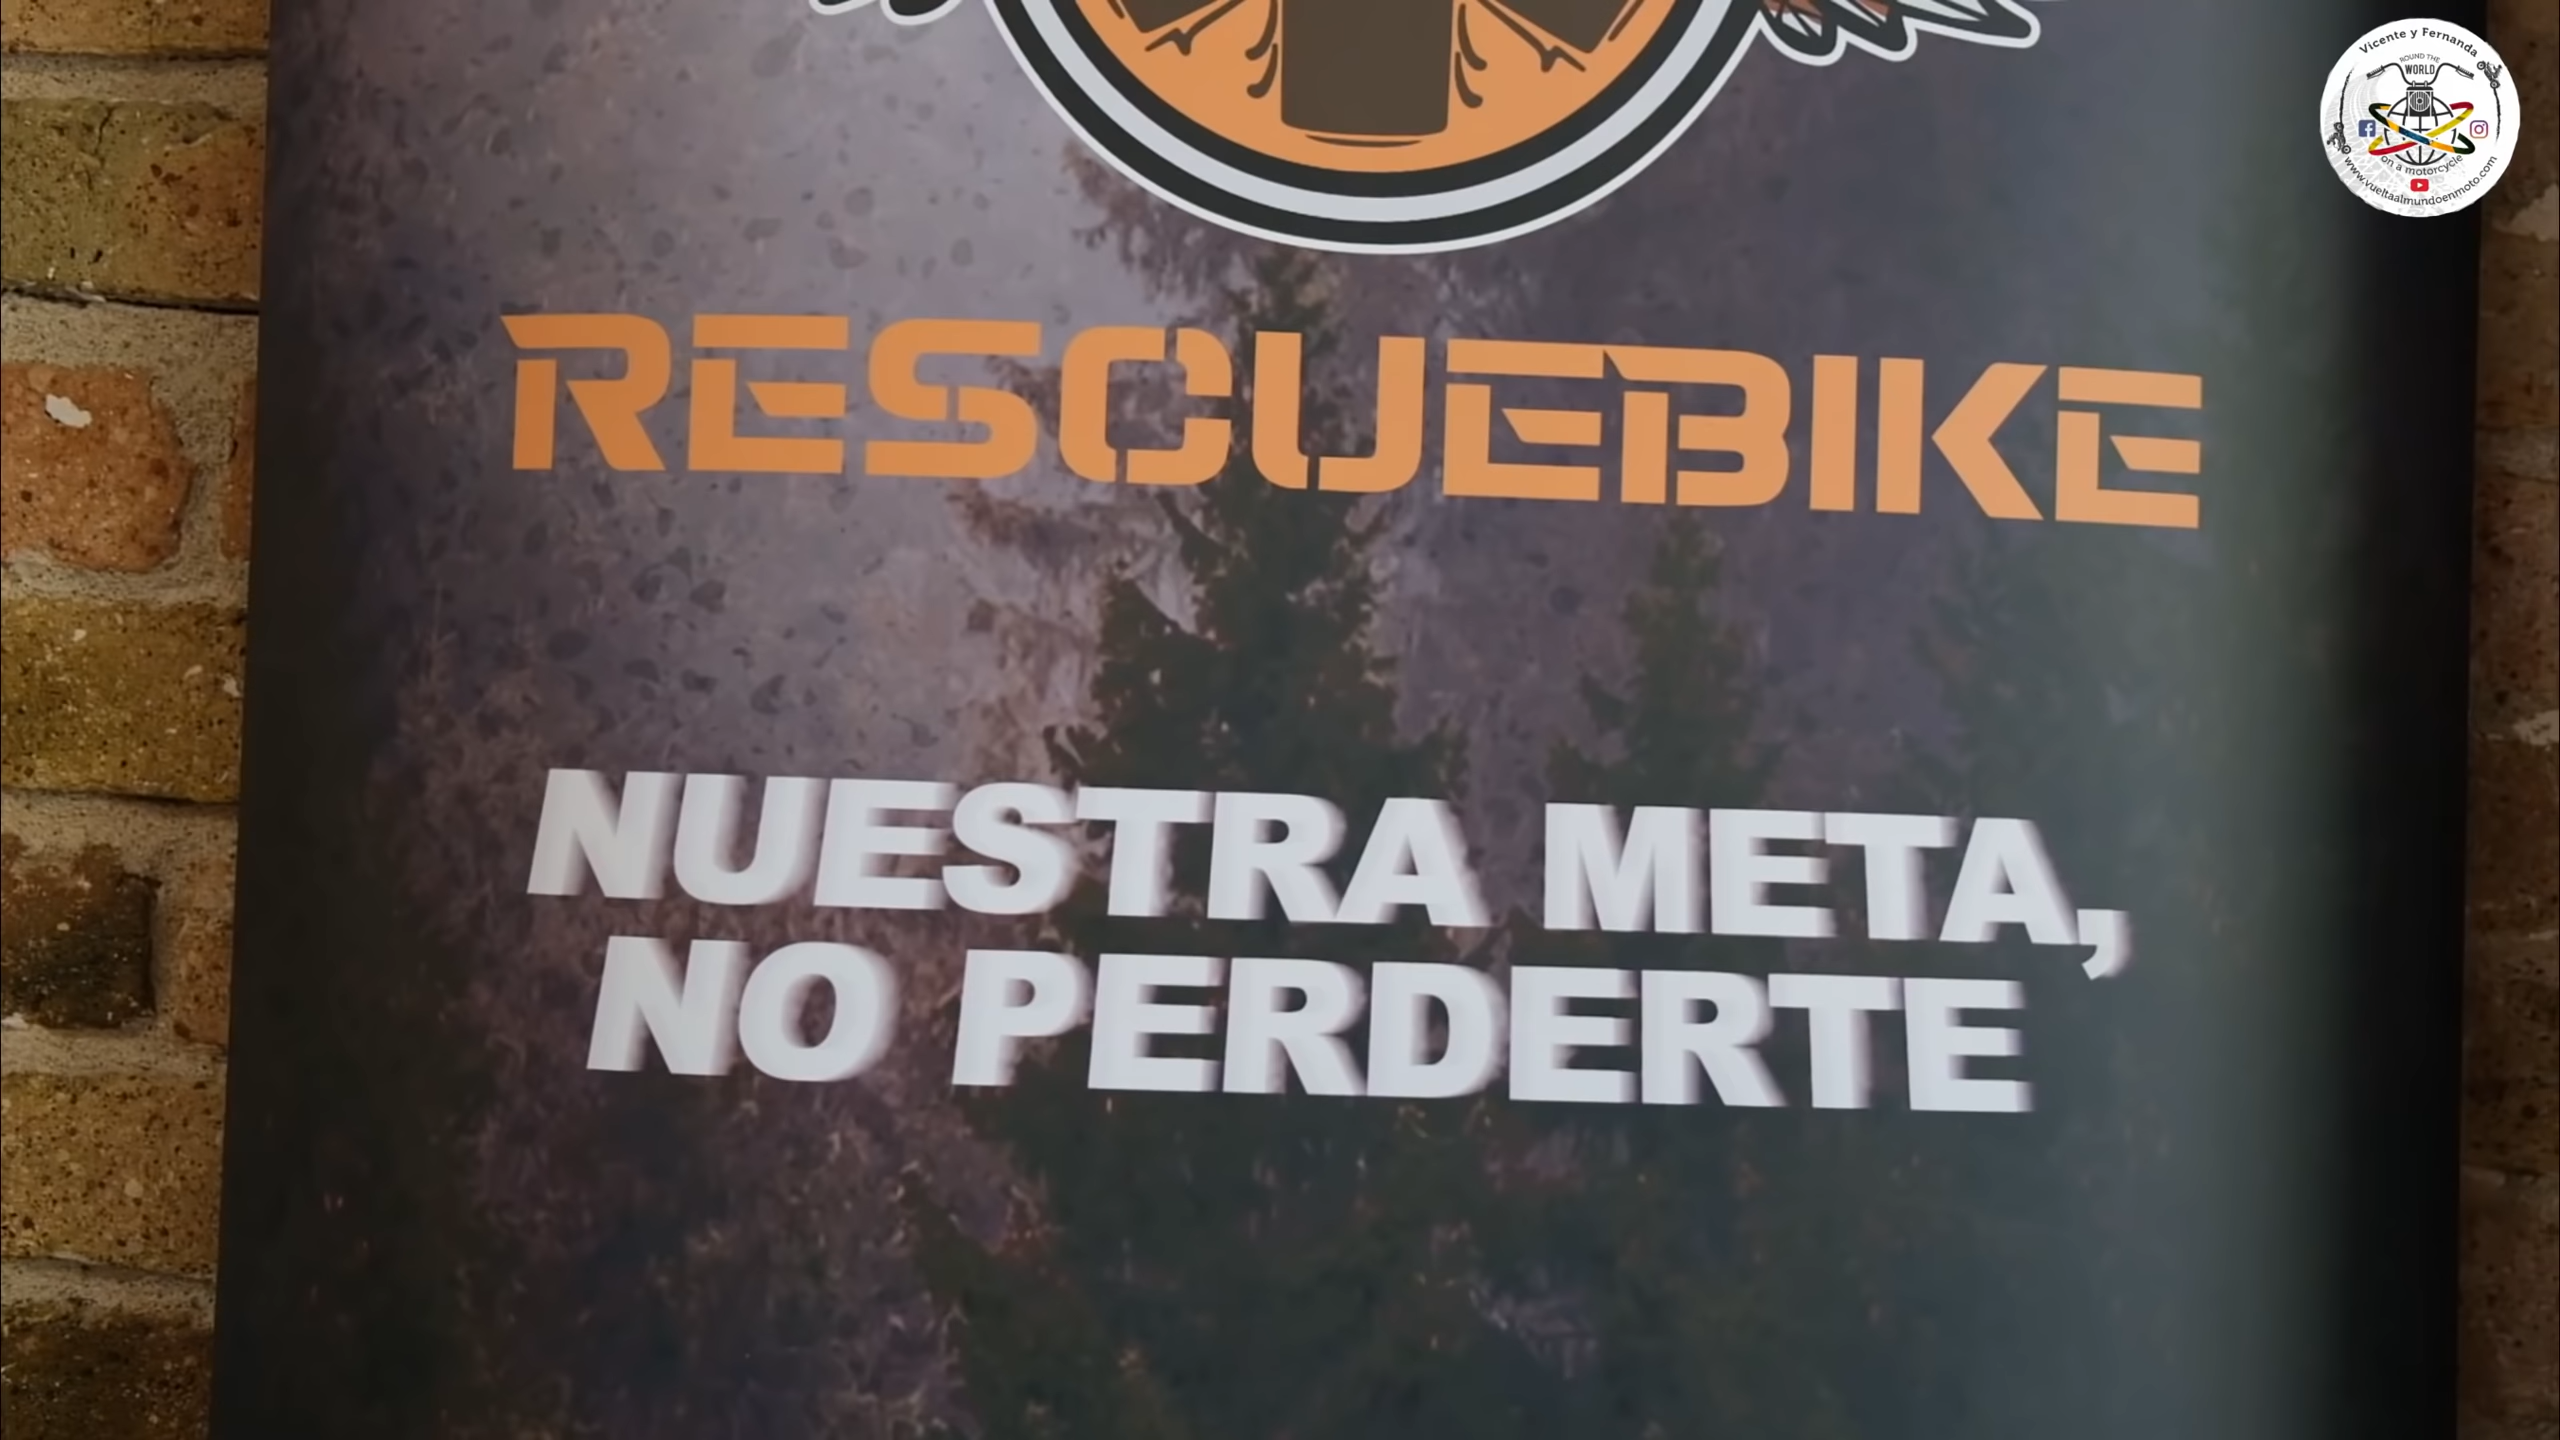 Vicente y Fernanda
ROUND THE
WORLD
on a motorcycle
www.vueltaalmundoenmoto.com
RESCUEBIKE
NUESTRA META,
NO PERDERTE